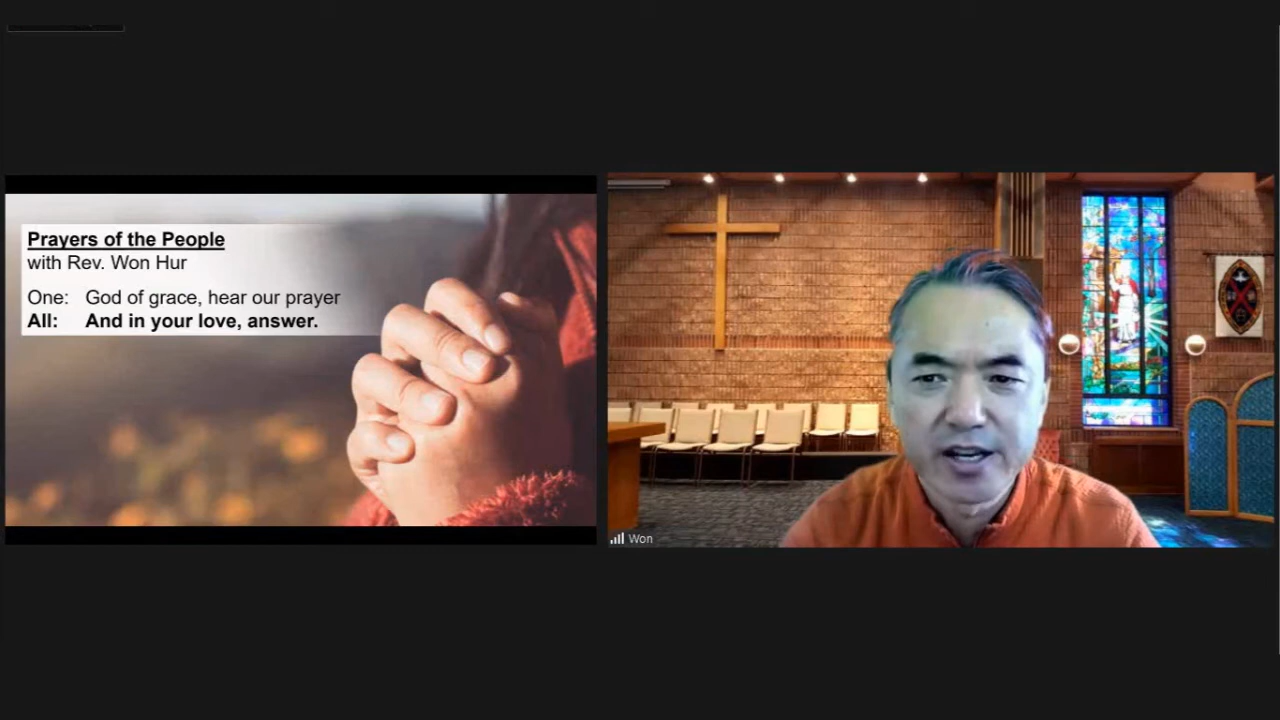 Prayers of the People
with Rev. Won Hur
One: God of grace, hear our prayer
All: And in your love, answer.
Won